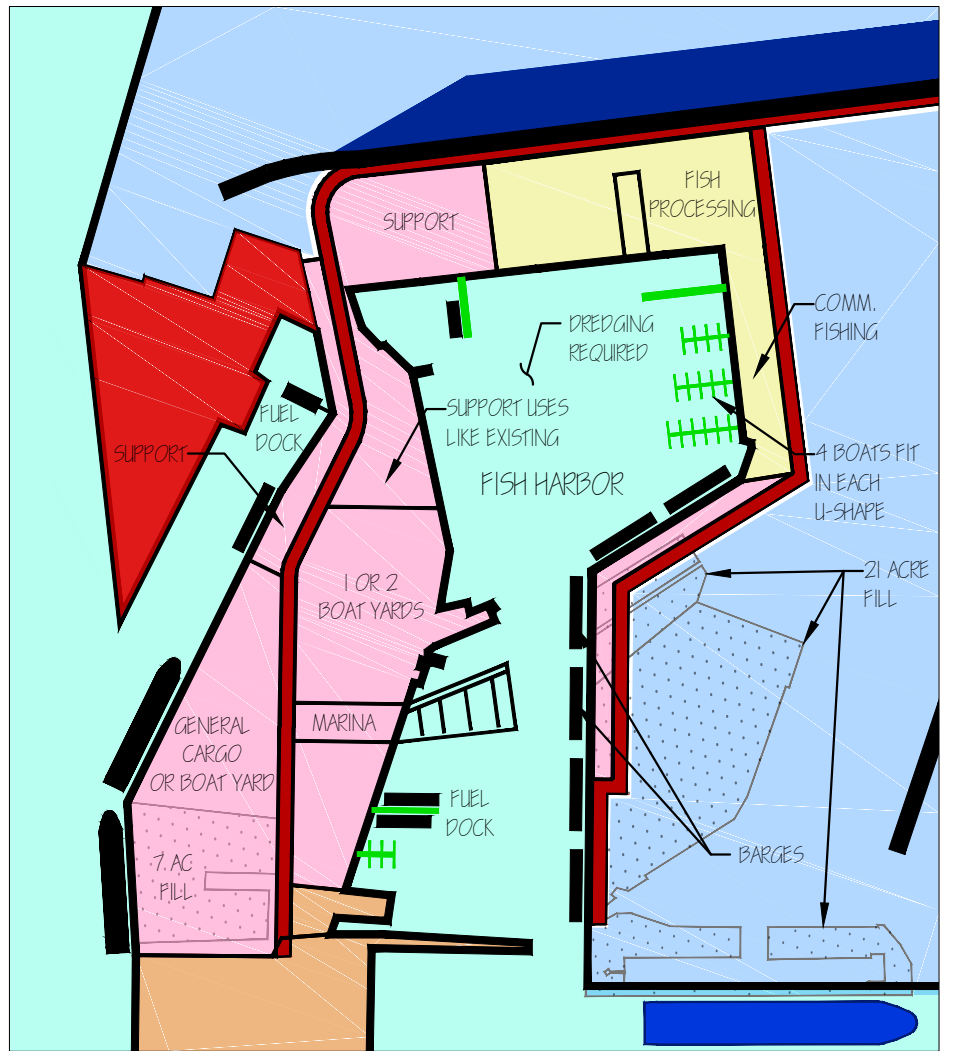 SUPPORT
FISH
PROCESSING
COMM.
FISHING
DREDGING
REQUIRED
FUEL
DOCK
SUPPORT USES
LIKE EXISTING
SUPPORT
FISH HARBOR
4 BOATS FIT
IN EACH
U-SHAPE
21 ACRE
FILL
1 OR 2
BOAT YARDS
GENERAL
CARGO
OR BOAT YARD
MARINA
FUEL
DOCK
BARGES
7 AC
FILL